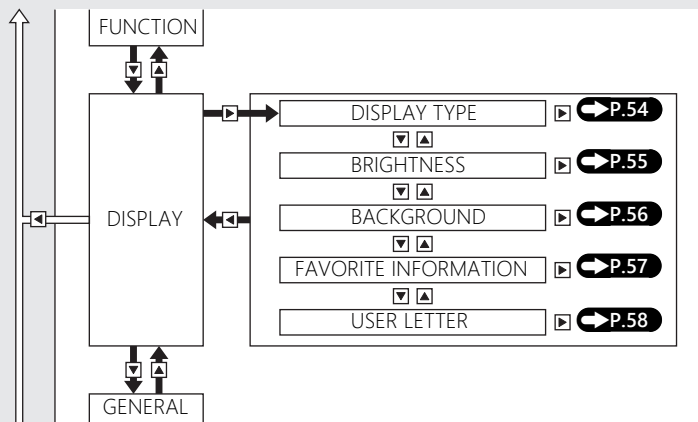 FUNCTION
DISPLAY TYPE P.54
BRIGHTNESS P.55
DISPLAY
BACKGROUND P.56
FAVORITE INFORMATION P.57
USER LETTER P.58
GENERAL